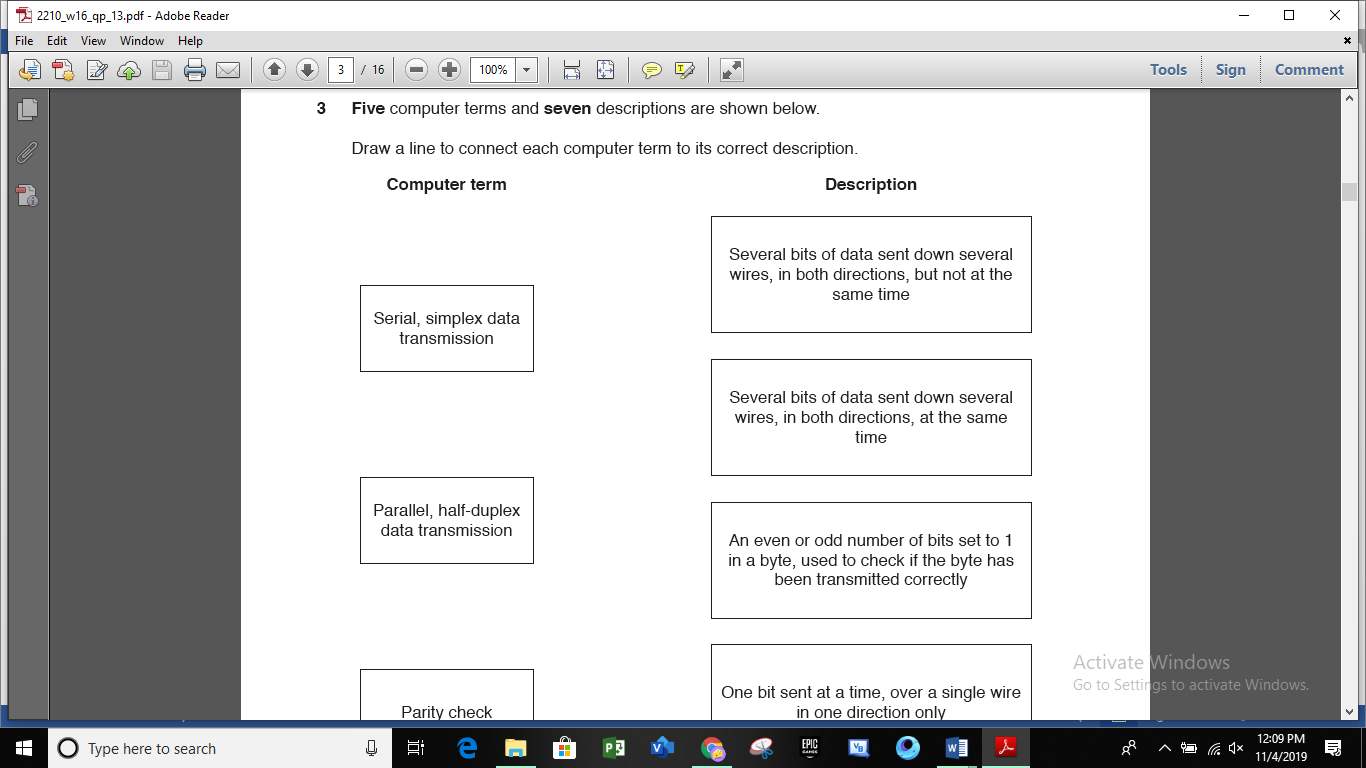 2210_w16_qp_13.pdf - Adobe Reader
File Edit View Window Help
3 / 16 100% Tools Sign Comment
3 Five computer terms and seven descriptions are shown below.
Draw a line to connect each computer term to its correct description.
Computer term
Description
Several bits of data sent down several
wires, in both directions, but not at the
same time
Serial, simplex data
transmission
Several bits of data sent down several
wires, in both directions, at the same
time
Parallel, half-duplex
data transmission
An even or odd number of bits set to 1
in a byte, used to check if the byte has
been transmitted correctly
Parity check
One bit sent at a time, over a single wire
in one direction only
Activate Windows
Go to Settings to activate Windows.
Type here to search
EPIC
GAMES
12:09 PM
11/4/2019